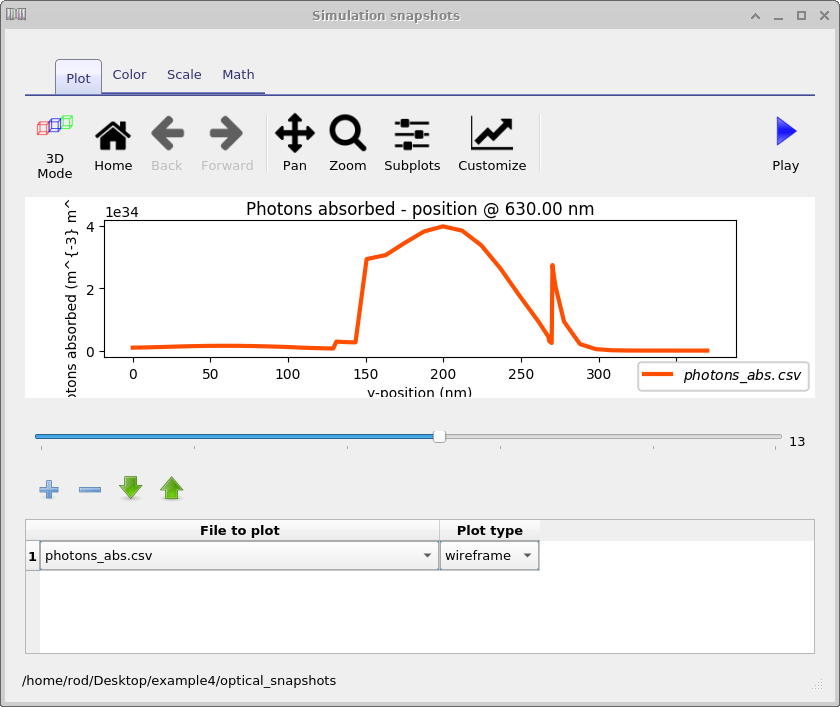 Simulation snapshots
Plot Color Scale Math
3D Mode Home Back Forward Pan Zoom Subplots Customize Play
Photons absorbed - position @ 630.00 nm
1e34
absorbed (m^{-3} m^
4
2
0
0 50 100 150 200 250 300
y-position (nm)
photons_abs.csv
13
File to plot Plot type
1 photons_abs.csv wireframe
/home/rod/Desktop/example4/optical_snapshots